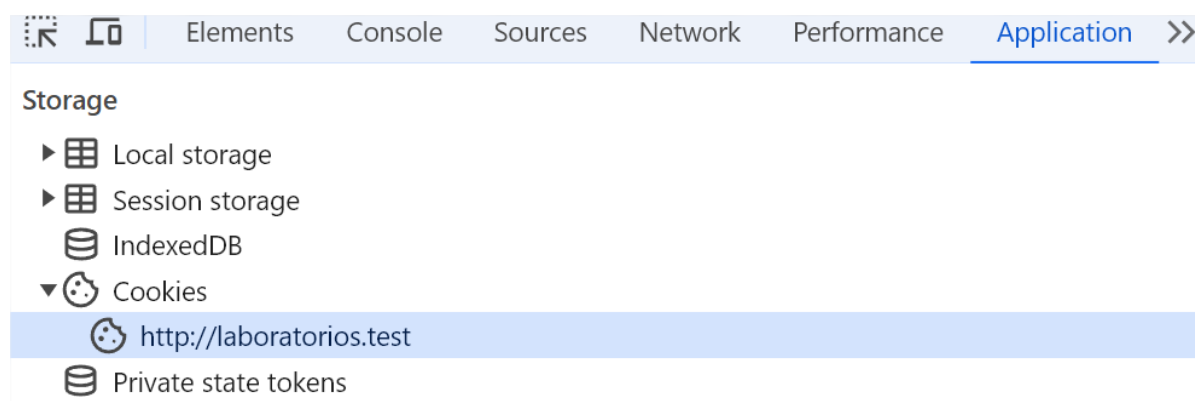 Elements Console Sources Network Performance Application
Storage
Local storage
Session storage
IndexedDB
Cookies
http://laboratorios.test
Private state tokens